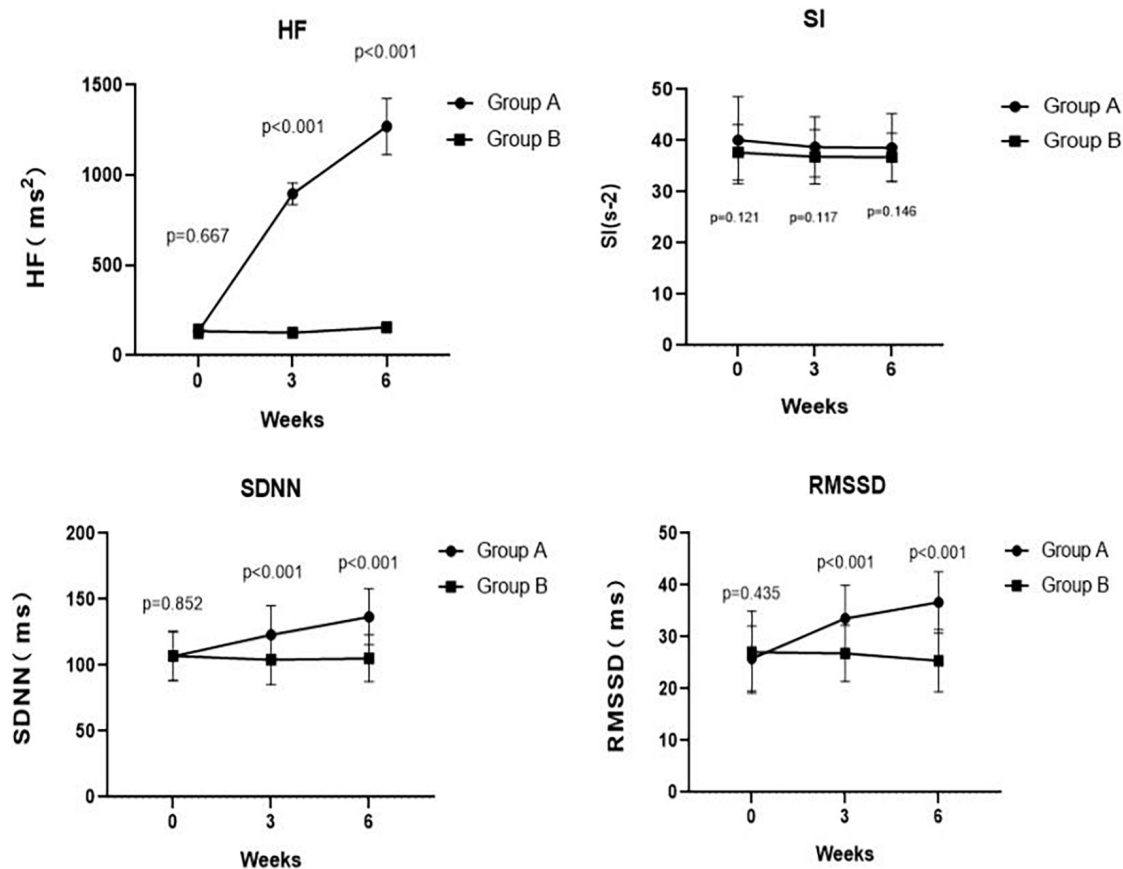 HF
p<0.001
1500
Group A
p<0.001
Group B
1000
HF( ms²)
p=0.667
500
0
0 3 6
Weeks
SI
50
Group A
40
Group B
30
SI(s-2)
p=0.121 p=0.117 p=0.146
20
10
0
0 3 6
Weeks
SDNN
200
Group A
p<0.001 p<0.001
Group B
150
p=0.852
SDNN( ms)
100
50
0
0 3 6
Weeks
RMSSD
50
Group A
p<0.001 p<0.001
Group B
40
p=0.435
30
RMSSD( ms)
20
10
0
0 3 6
Weeks